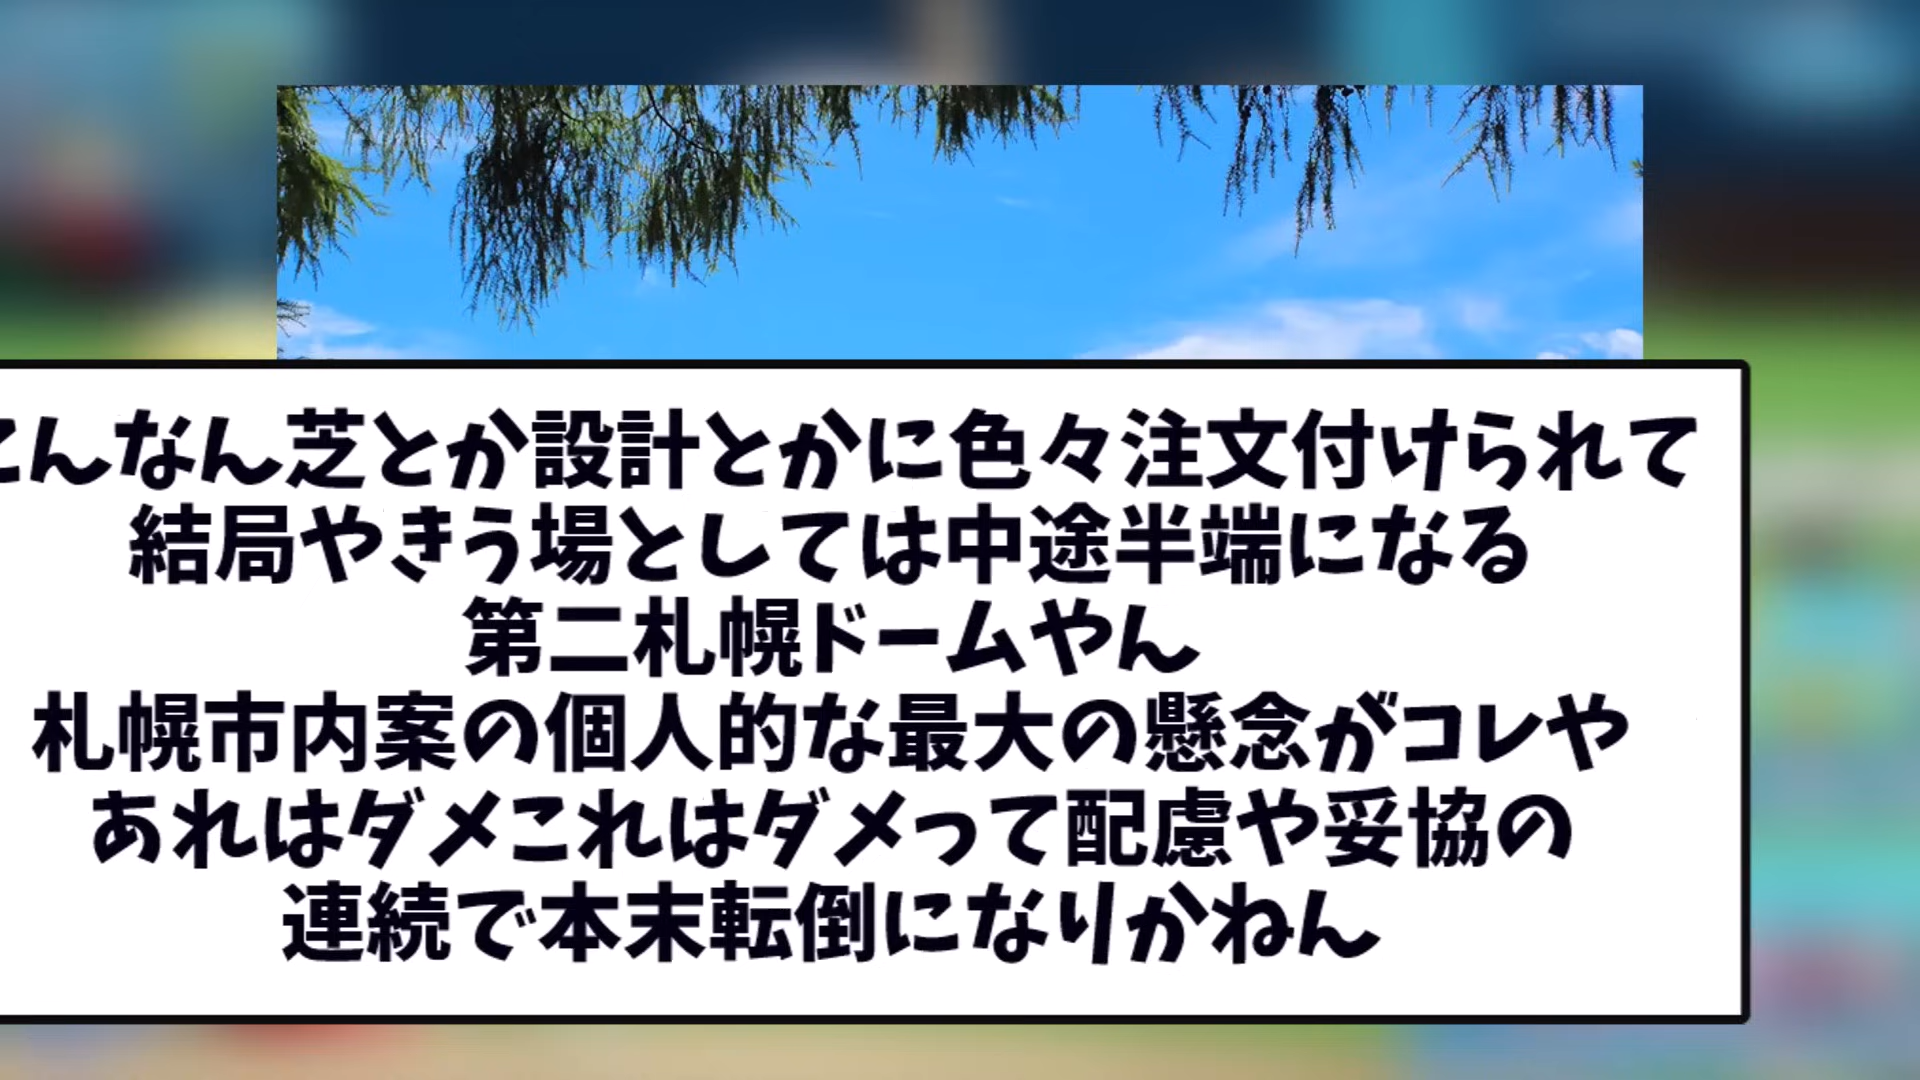 こんなん芝とか設計とかに色々注文付けられて
結局やきう場としては中途半端になる
第二札幌ドームやん
札幌市内案の個人的な最大の懸念がコレや
あれはダメこれはダメって配慮や妥協の
連続で本末転倒になりかねん